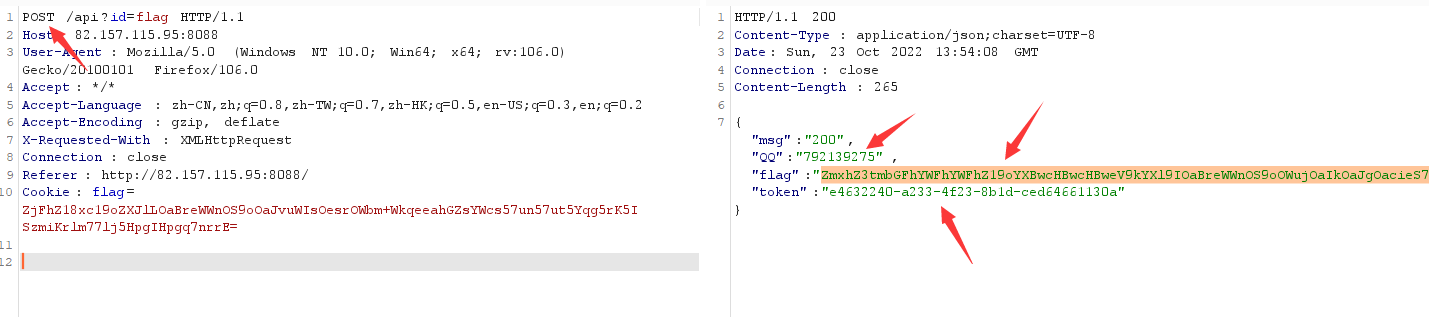 1 POST /api?id=flag HTTP/1.1
2 Host: 82.157.115.95:8088
3 User-Agent : Mozilla/5.0 (Windows NT 10.0; Win64; x64; rv:106.0)
Gecko/20100101 Firefox/106.0
4 Accept : */*
5 Accept-Language : zh-CN,zh;q=0.8,zh-TW;q=0.7,zh-HK;q=0.5,en-US;q=0.3,en;q=0.2
6 Accept-Encoding : gzip, deflate
7 X-Requested-With : XMLHttpRequest
8 Connection : close
9 Referer : http://82.157.115.95:8088/
10 Cookie : flag=
ZjFhZ18xc19oZXJlLOaBreWWnOS9oOaJvuWIsOesrOWbm+WkqeeahGZsYWcs57un57ut5Yqg5rK5I
SzmiKrlm77lj5HpgIHpgq7nrrE=
11
12
1 HTTP/1.1 200
2 Content-Type : application/json;charset=UTF-8
3 Date : Sun, 23 Oct 2022 13:54:08 GMT
4 Connection : close
5 Content-Length : 265
6
7 {
"msg":"200",
"QQ":"792139275" ,
"flag":"ZmxhZ3tmbGFhYWFhYWFhZ19oYXBwcHBwcHBweV9kYXl9IOaBreWWnOS9oOWujOaIkOaJgOacieS7
"token":"e4632240-a233-4f23-8b1d-ced64661130a"
}